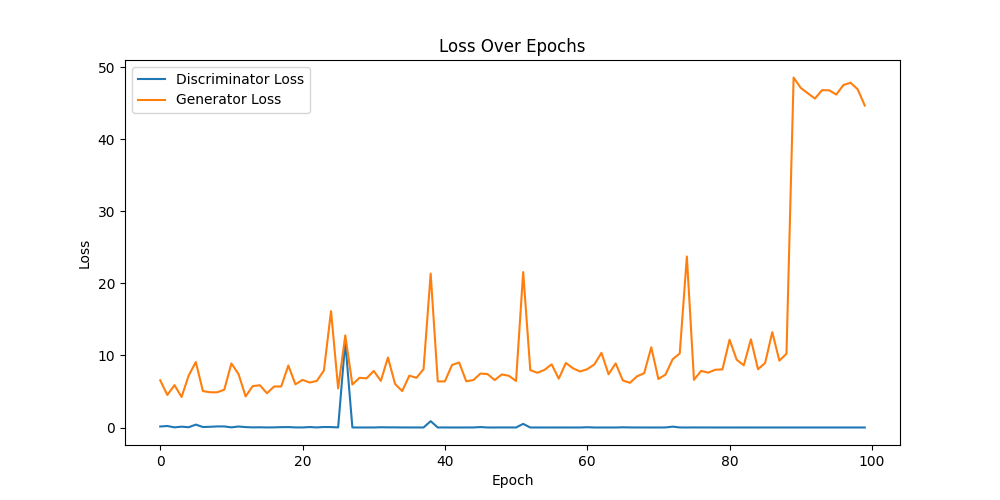 Loss Over Epochs
Discriminator Loss
Generator Loss
50
40
30
20
10
0
Loss
0 20 40 60 80 100
Epoch